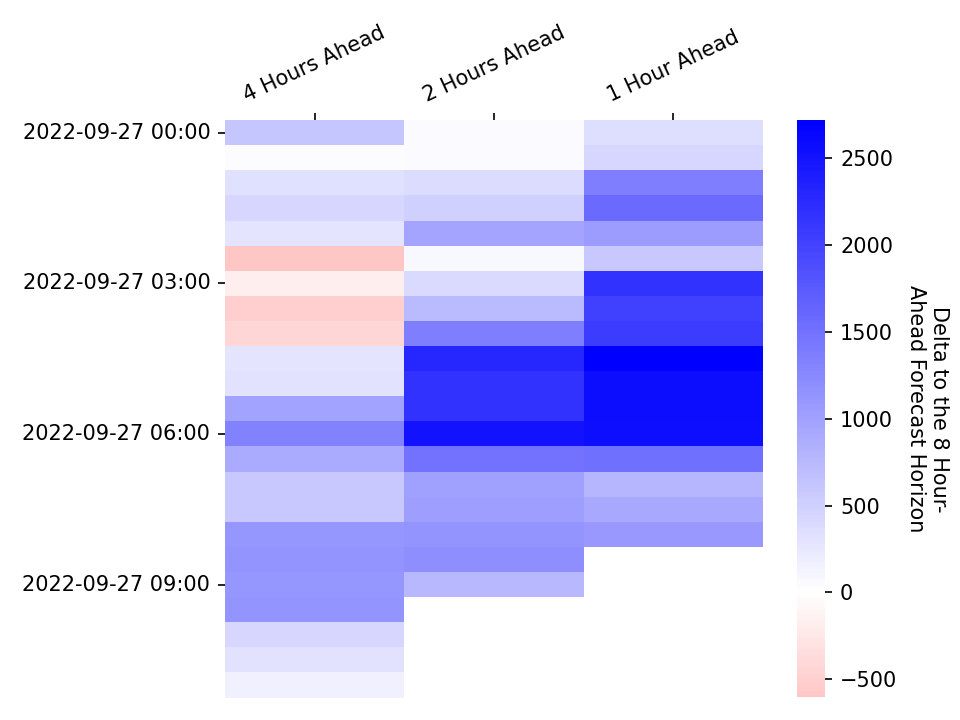 4 Hours Ahead
2 Hours Ahead
1 Hour Ahead
2022-09-27 00:00
2022-09-27 03:00
2022-09-27 06:00
2022-09-27 09:00
2500
2000
1500
1000
500
0
−500
Delta to the 8 Hour-
Ahead Forecast Horizon